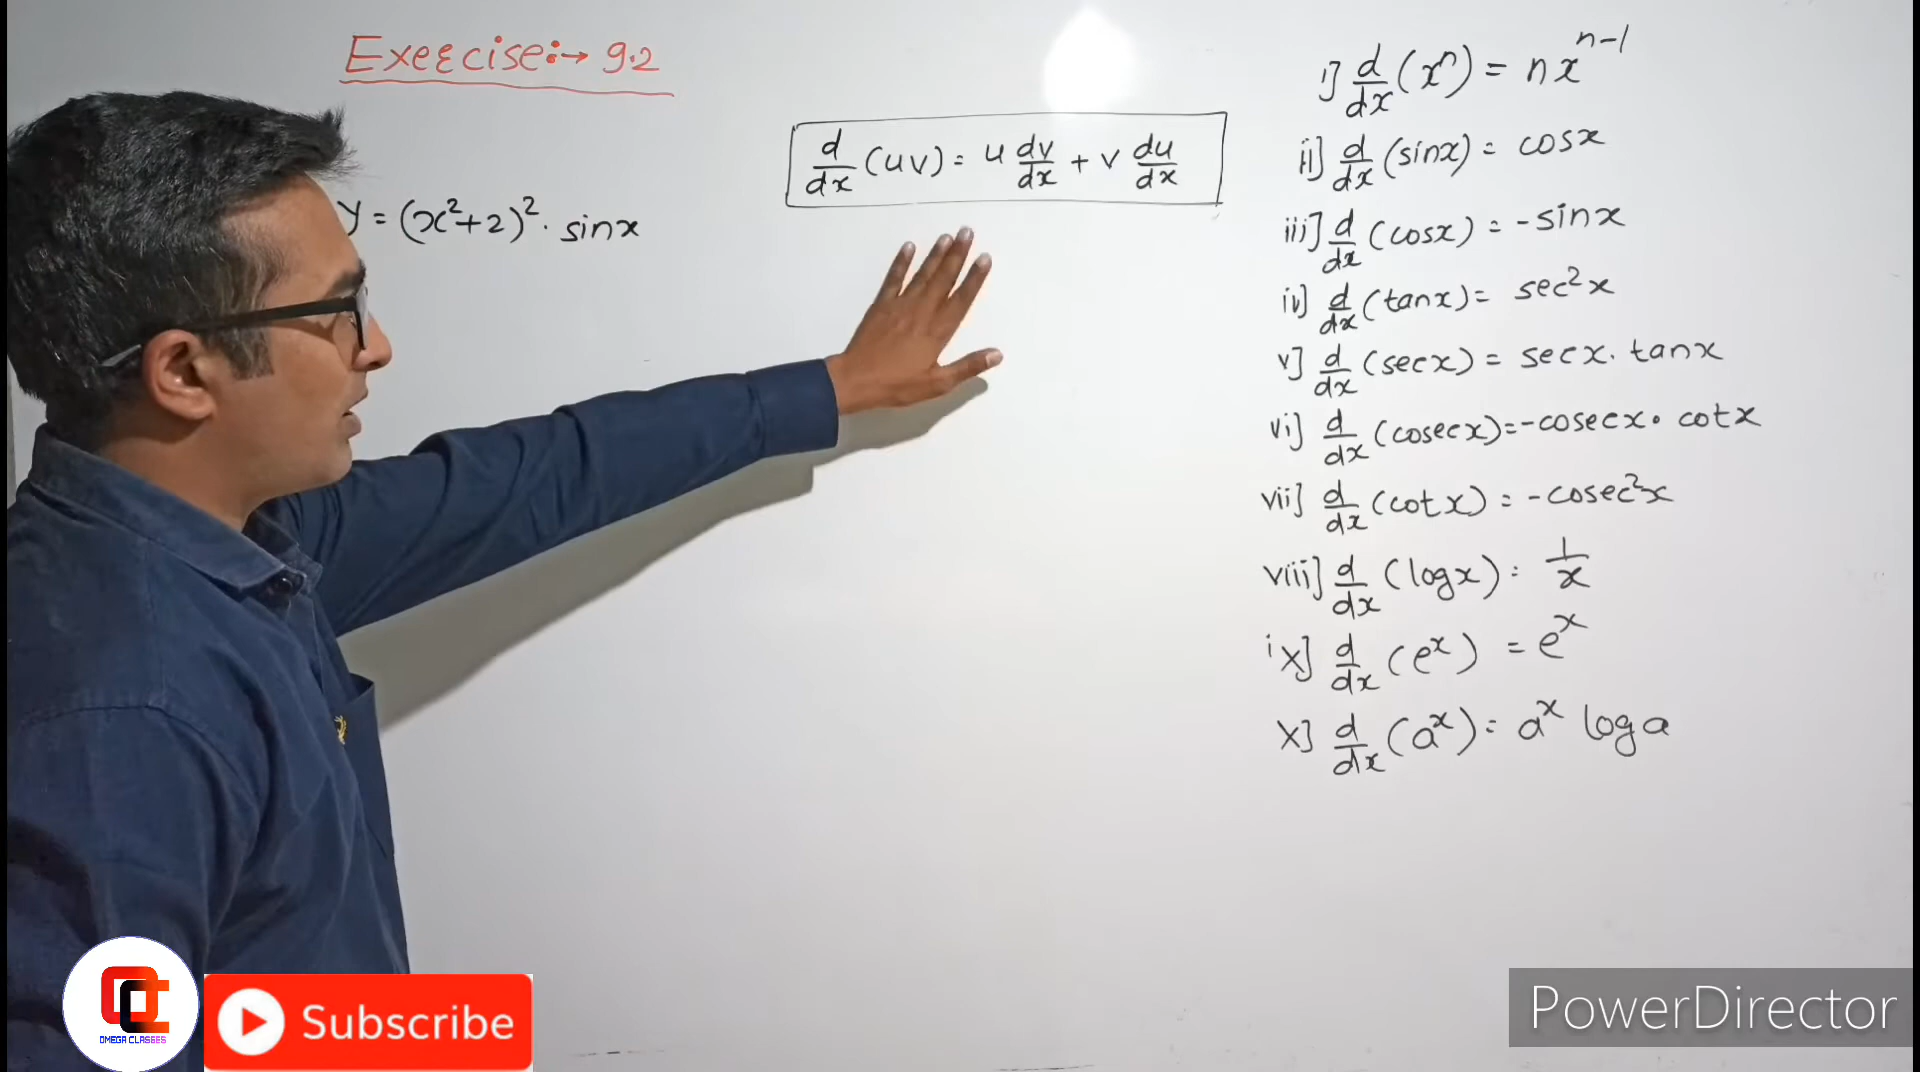 Exercise:→ 9.2
y = (x²+2)². sinx
d/dx (uv) = u dv/dx + v du/dx
i] d/dx (xⁿ) = nxⁿ⁻¹
ii] d/dx (sinx) = cosx
iii] d/dx (cosx) = -sinx
iv] d/dx (tanx) = sec²x
v] d/dx (secx) = secx. tanx
vi] d/dx (cosecx) = -cosecx. cotx
vii] d/dx (cotx) = -cosec²x
viii] d/dx (logx) = 1/x
ix] d/dx (eˣ) = eˣ
x] d/dx (aˣ) = aˣ log a
OMEGA CLASSES
Subscribe
PowerDirector